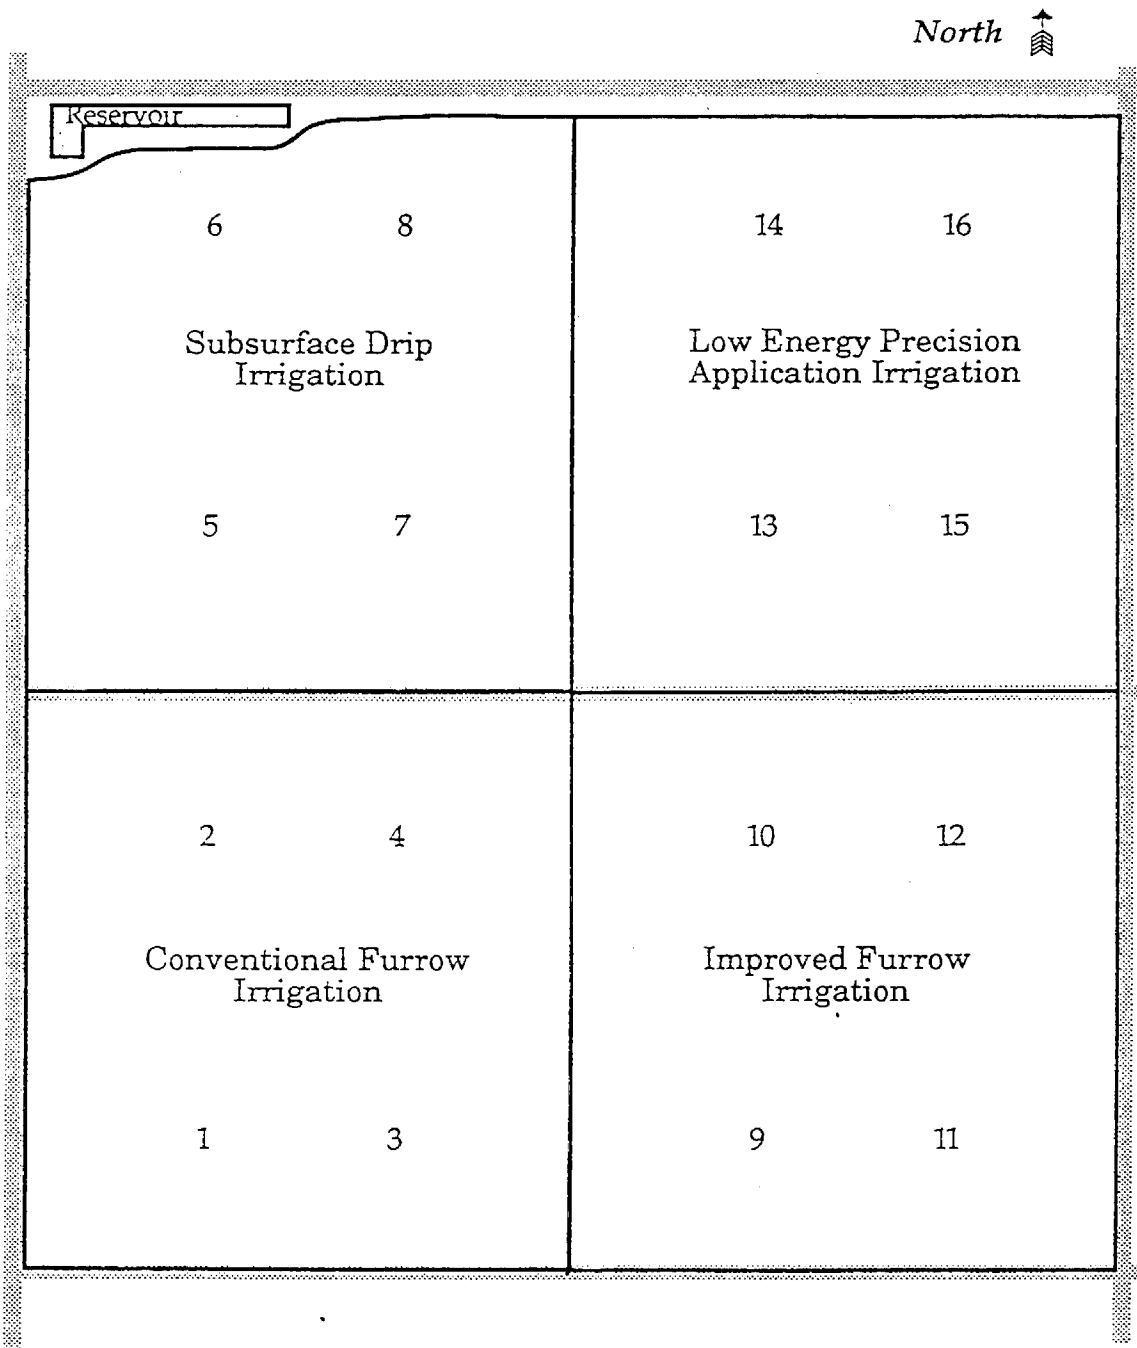 North
Reservoir
6 8
14 16
Subsurface Drip
Irrigation
Low Energy Precision
Application Irrigation
5 7
13 15
2 4
10 12
Conventional Furrow
Irrigation
Improved Furrow
Irrigation
1 3
9 11